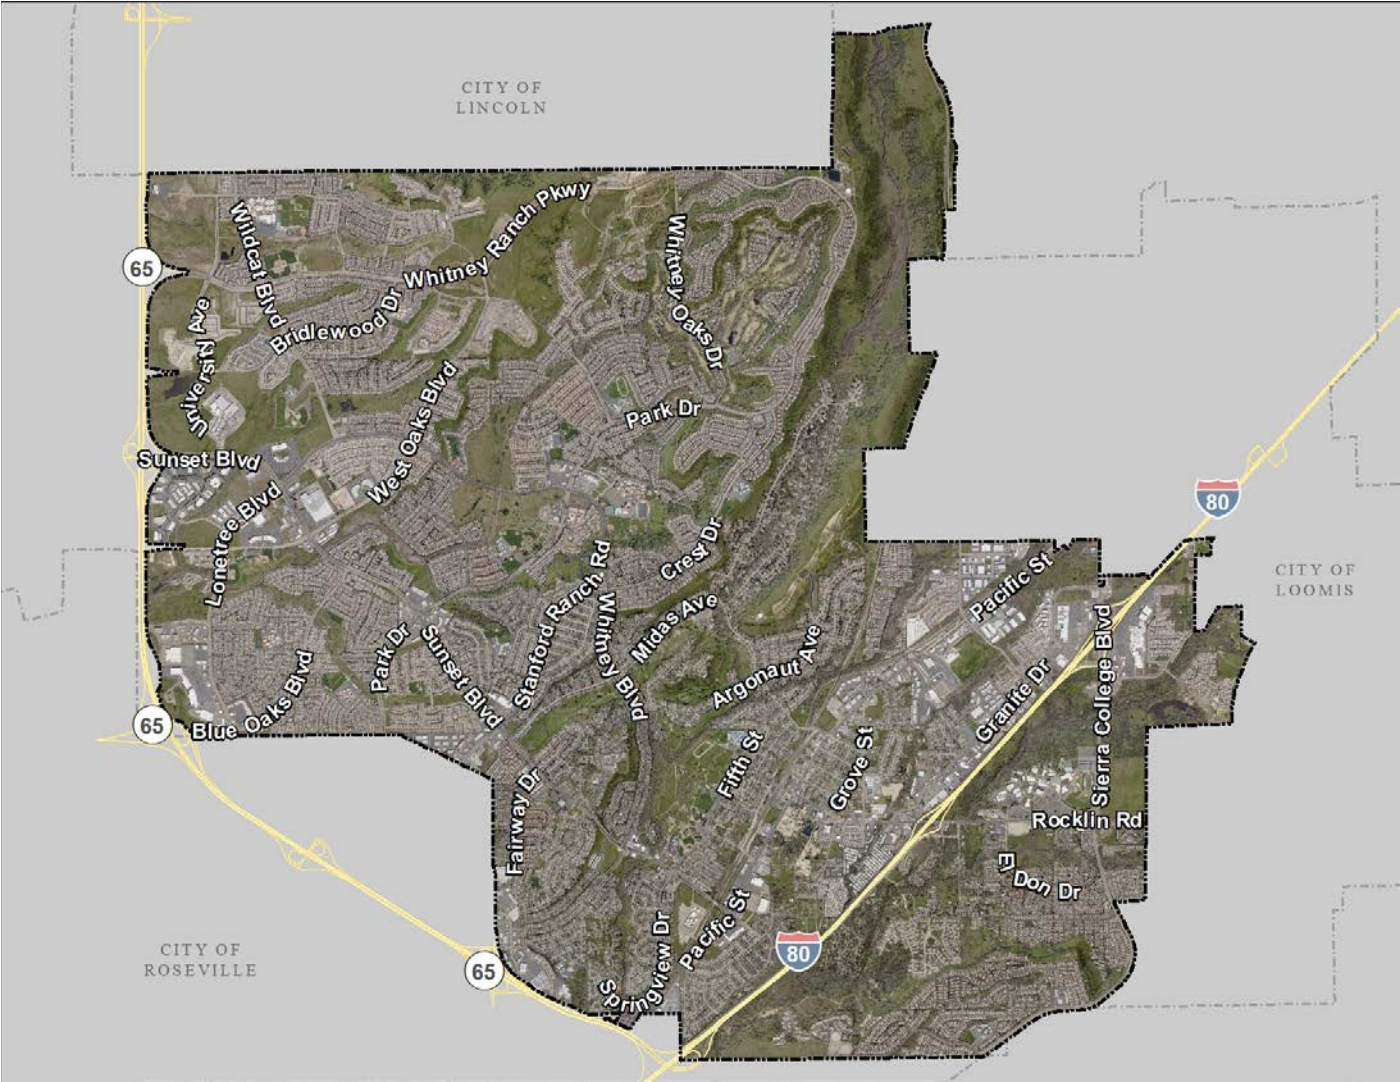 CITY OF
LINCOLN
Whitney Ranch Pkwy
Wildcat Blvd
Whitney Oaks Dr
65
Bridlewood Dr
University Ave
West Oaks Blvd
Park Dr
Sunset Blvd
Lonetree Blvd
80
Crest Dr
Stanford Ranch Rd
Pacific St
CITY OF
LOOMIS
Whitney Blvd
Midas Ave
Argonaut Ave
Park Dr
Sunset Blvd
Sierra College Blvd
Granite Dr
Blue Oaks Blvd
65
Fifth St
Grove St
Fairway Dr
Rocklin Rd
El Don Dr
CITY OF
ROSEVILLE
Springview Dr
Pacific St
80
65